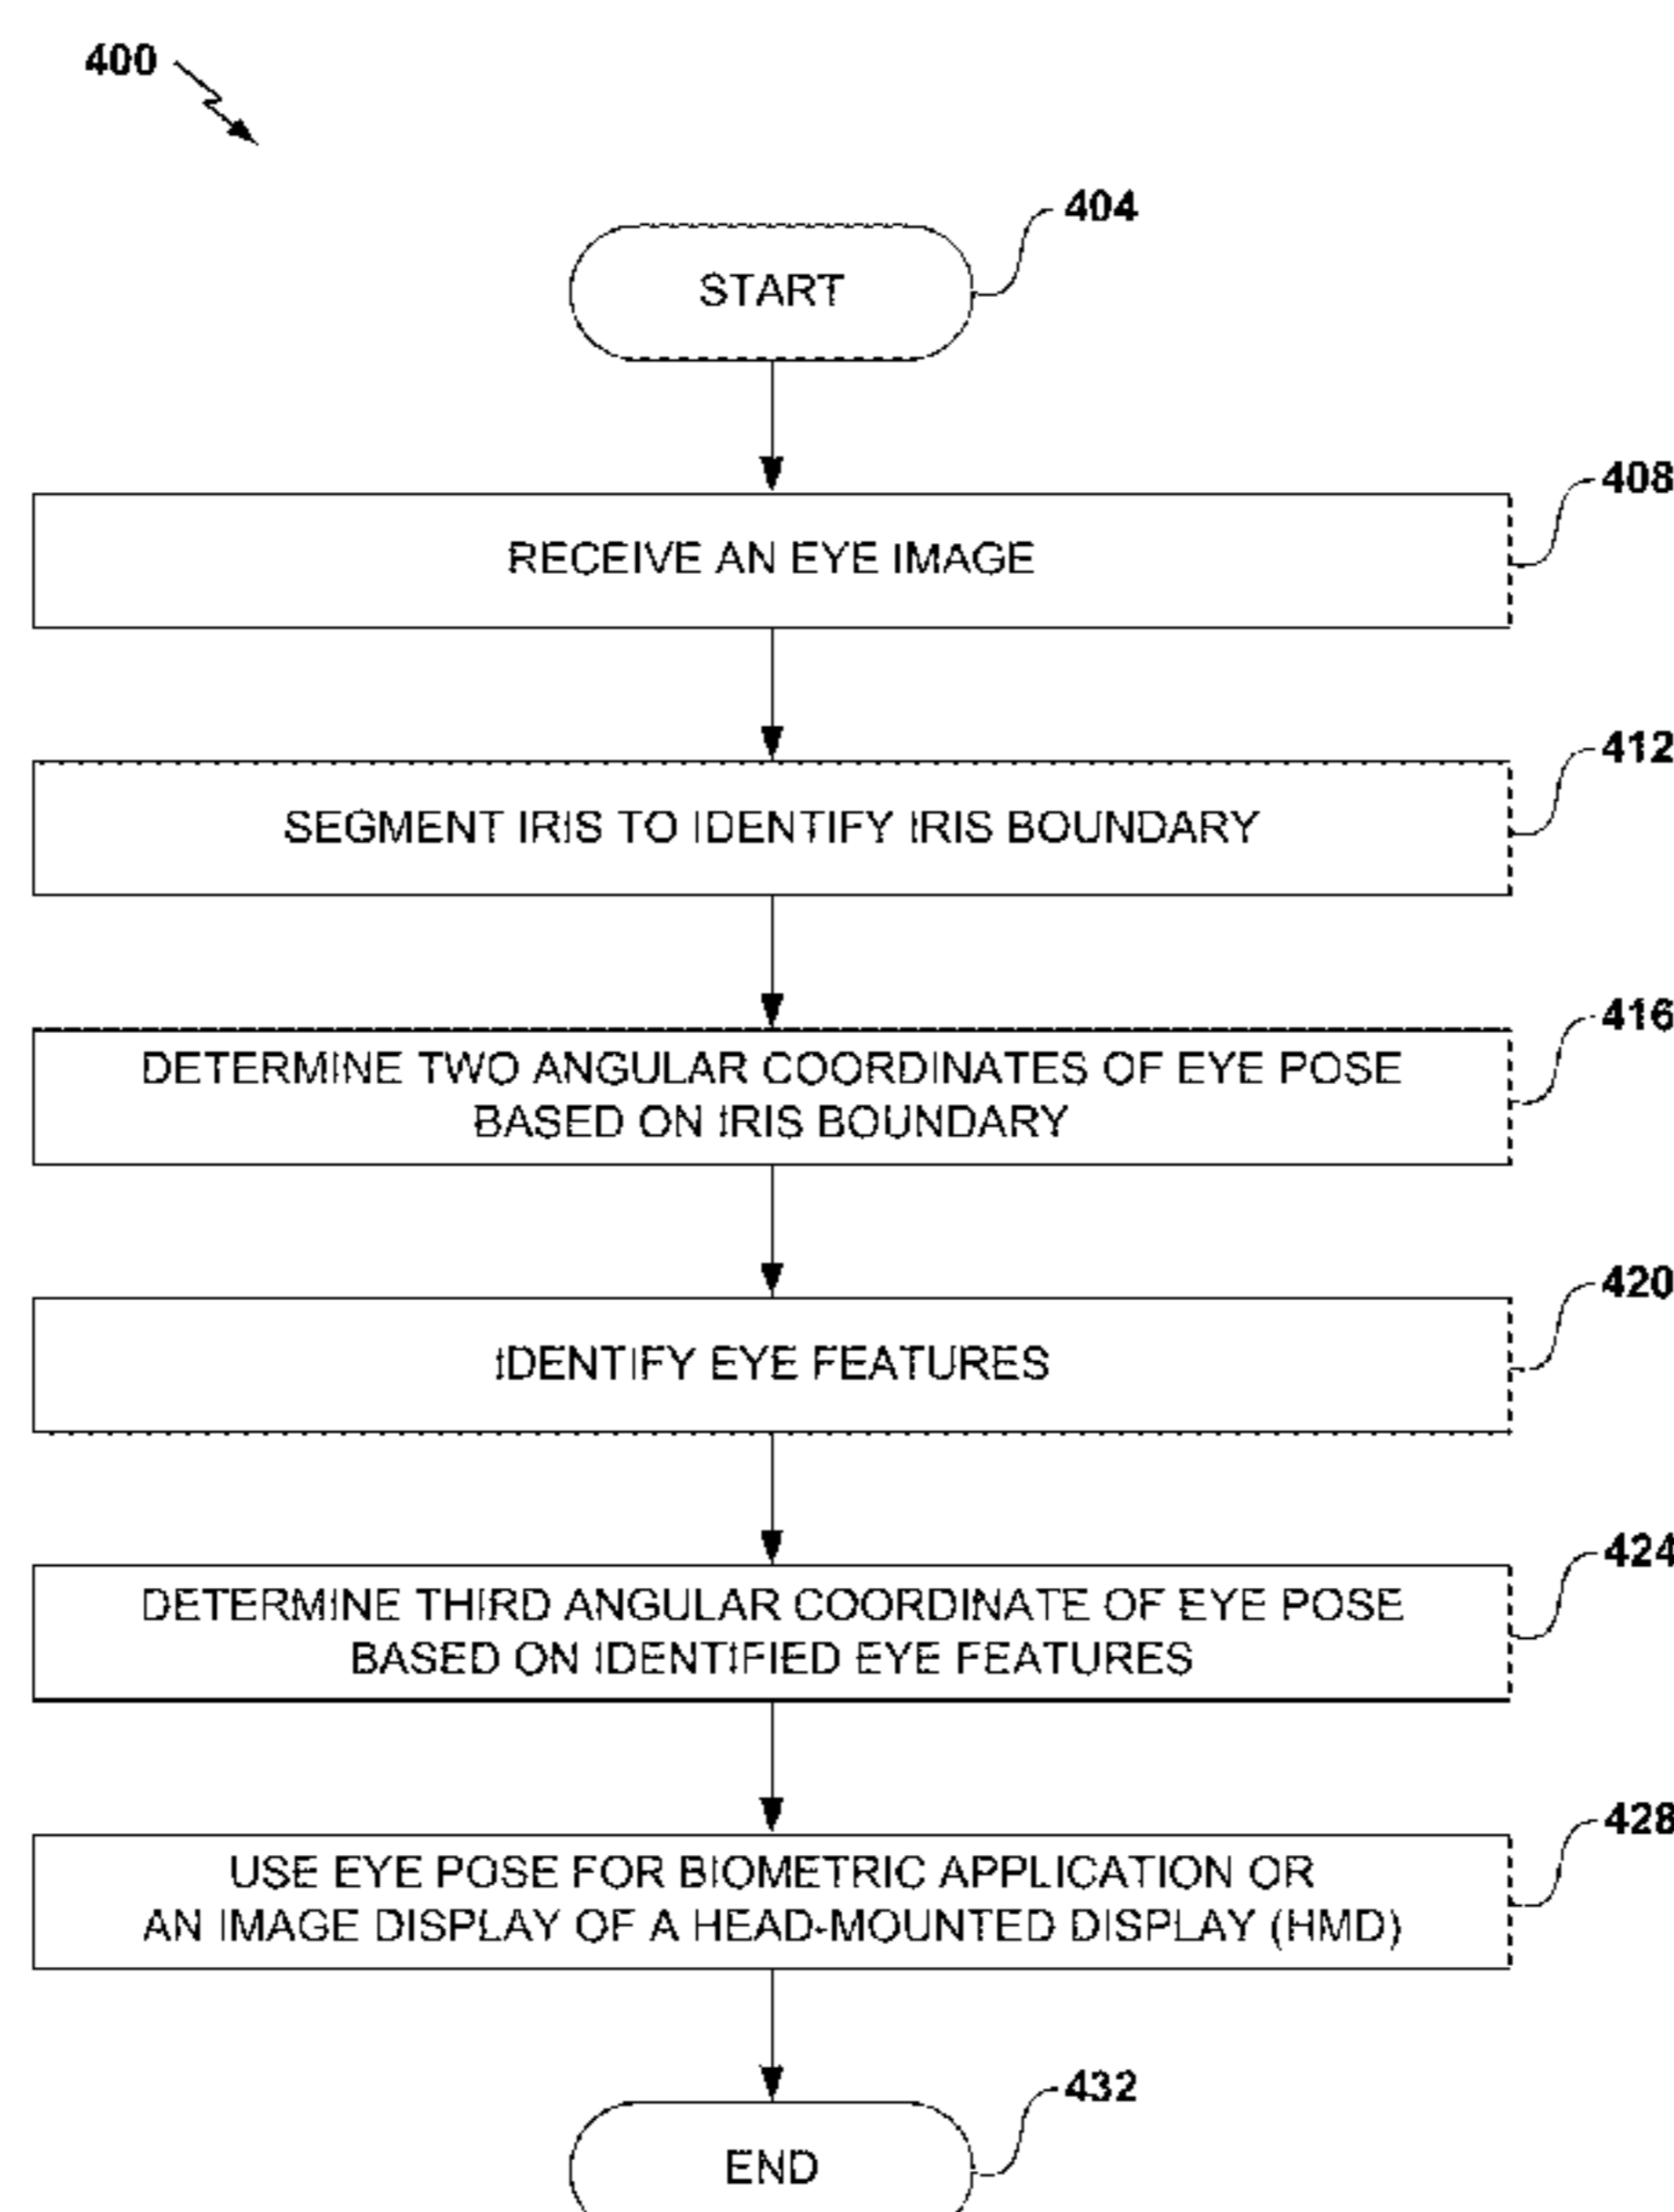 400
404
START
408
RECEIVE AN EYE IMAGE
412
SEGMENT IRIS TO IDENTIFY IRIS BOUNDARY
416
DETERMINE TWO ANGULAR COORDINATES OF EYE POSE
BASED ON IRIS BOUNDARY
420
IDENTIFY EYE FEATURES
424
DETERMINE THIRD ANGULAR COORDINATE OF EYE POSE
BASED ON IDENTIFIED EYE FEATURES
428
USE EYE POSE FOR BIOMETRIC APPLICATION OR
AN IMAGE DISPLAY OF A HEAD-MOUNTED DISPLAY (HMD)
432
END